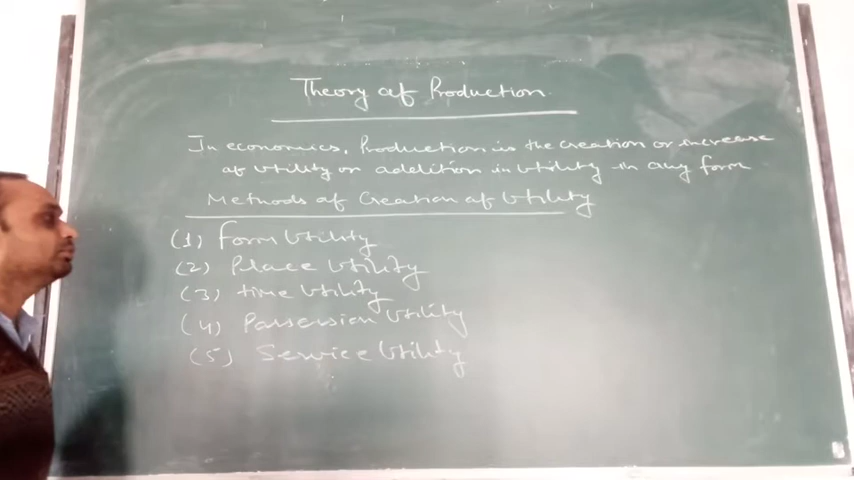 Theory of Production
In economics, Production is the creation or increase
of utility or addition in utility in any form
Methods of Creation of Utility
(1) Form Utility
(2) Place Utility
(3) time Utility
(4) Possession Utility
(5) Service Utility